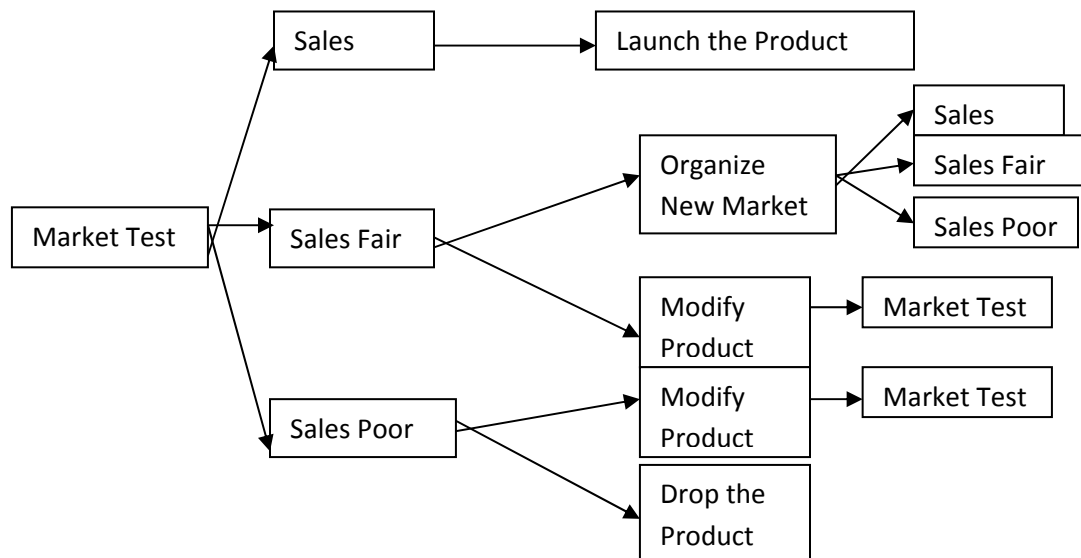 Sales
Launch the Product
Sales
Organize
New Market
Sales Fair
Sales Poor
Market Test
Sales Fair
Modify
Product
Market Test
Sales Poor
Modify
Product
Market Test
Drop the
Product